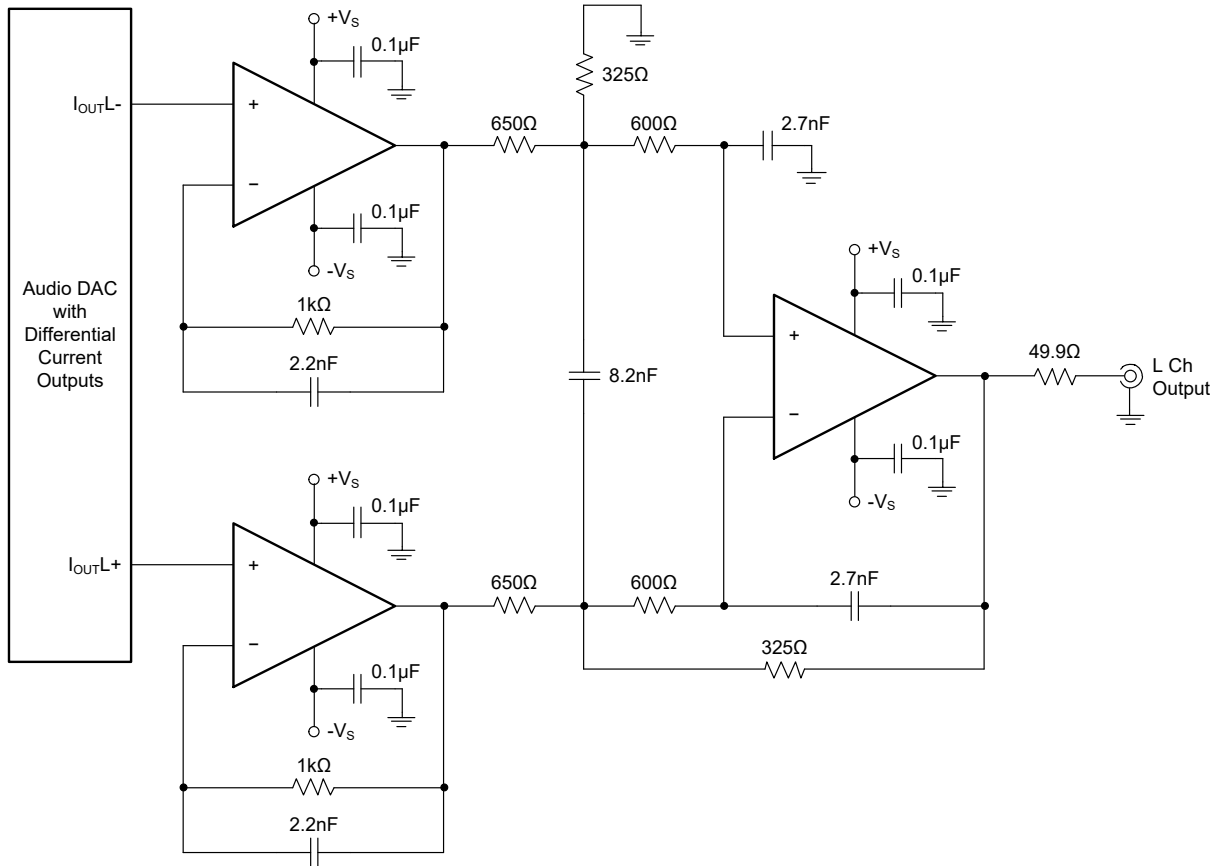 +V_S
0.1µF
325Ω
I_OUTL-
+
650Ω
600Ω
2.7nF
−
0.1µF
-V_S
+V_S
0.1µF
Audio DAC
with
Differential
Current
Outputs
1kΩ
2.2nF
8.2nF
+
49.9Ω
L Ch
Output
−
0.1µF
-V_S
+V_S
0.1µF
I_OUTL+
+
650Ω
600Ω
2.7nF
−
0.1µF
325Ω
-V_S
1kΩ
2.2nF